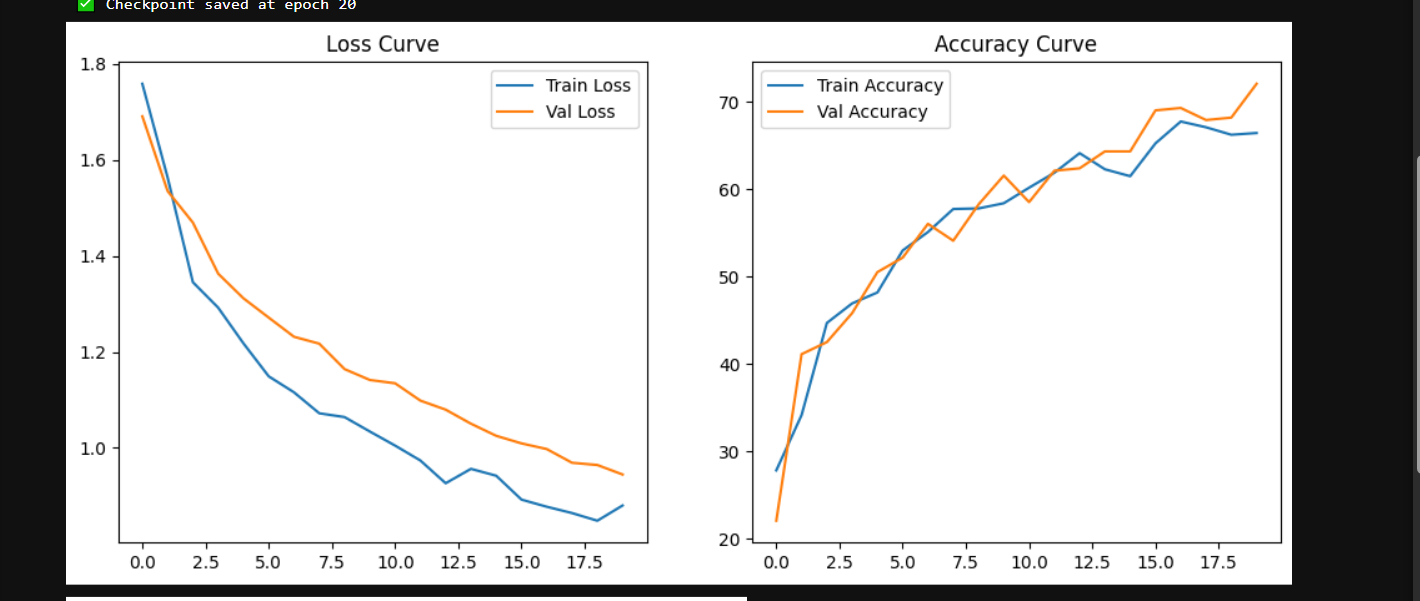 ✅ Checkpoint saved at epoch 20
Loss Curve
1.8
1.6
1.4
1.2
1.0
0.0 2.5 5.0 7.5 10.0 12.5 15.0 17.5
Train Loss
Val Loss
Accuracy Curve
70
60
50
40
30
20
0.0 2.5 5.0 7.5 10.0 12.5 15.0 17.5
Train Accuracy
Val Accuracy